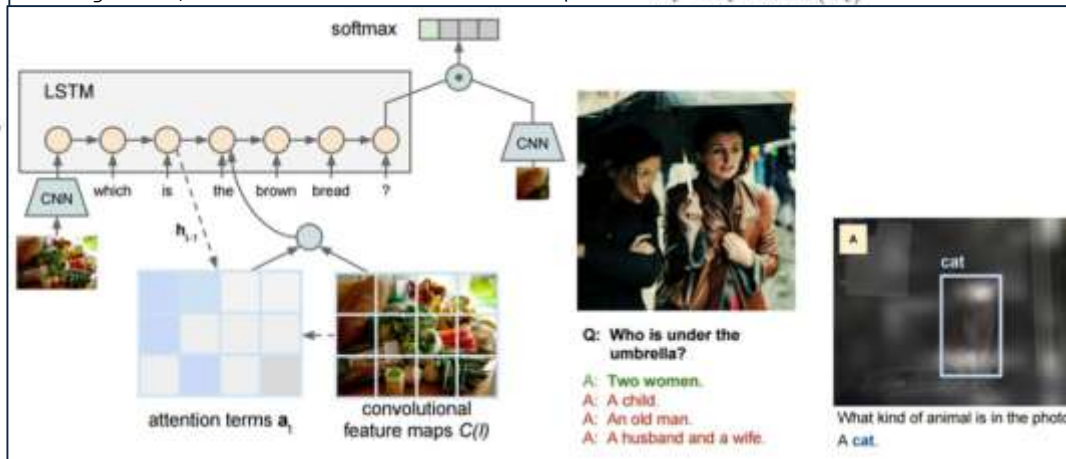 softmax
LSTM
CNN
which
is
the
brown
bread
?
CNN
h t-1
attention terms a t
convolutional
feature maps C(I)
Q: Who is under the
umbrella?
A: Two women.
A: A child.
A: An old man.
A: A husband and a wife.
A
cat
What kind of animal is in the photo
A cat.